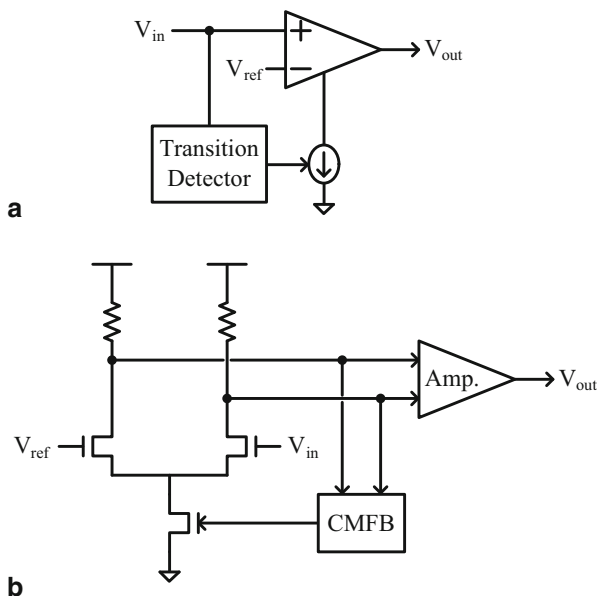 V_in
+
V_ref
−
V_out
Transition
Detector
a
Amp.
V_out
V_ref
V_in
CMFB
b